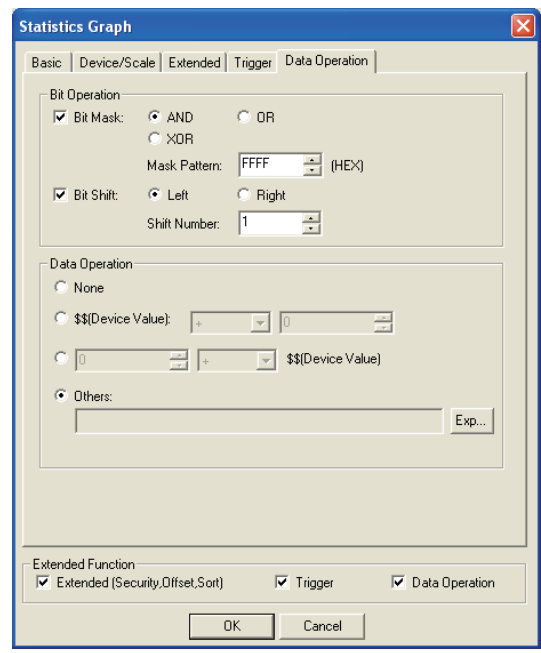 Statistics Graph
Basic Device/Scale Extended Trigger Data Operation
Bit Operation
Bit Mask: AND OR
XOR
Mask Pattern: FFFF (HEX)
Bit Shift: Left Right
Shift Number: 1
Data Operation
None
$$(Device Value): + 0
0 + $$(Device Value)
Others:
Exp...
Extended Function
Extended (Security,Offset,Sort) Trigger Data Operation
OK Cancel